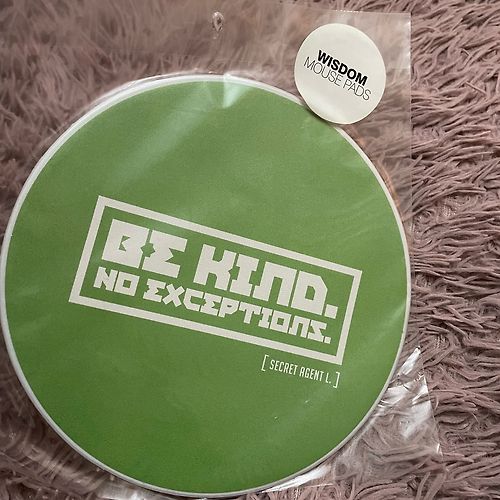 WISDOM
MOUSE PADS
BE KIND.
NO EXCEPTIONS.
[ SECRET AGENT L. ]